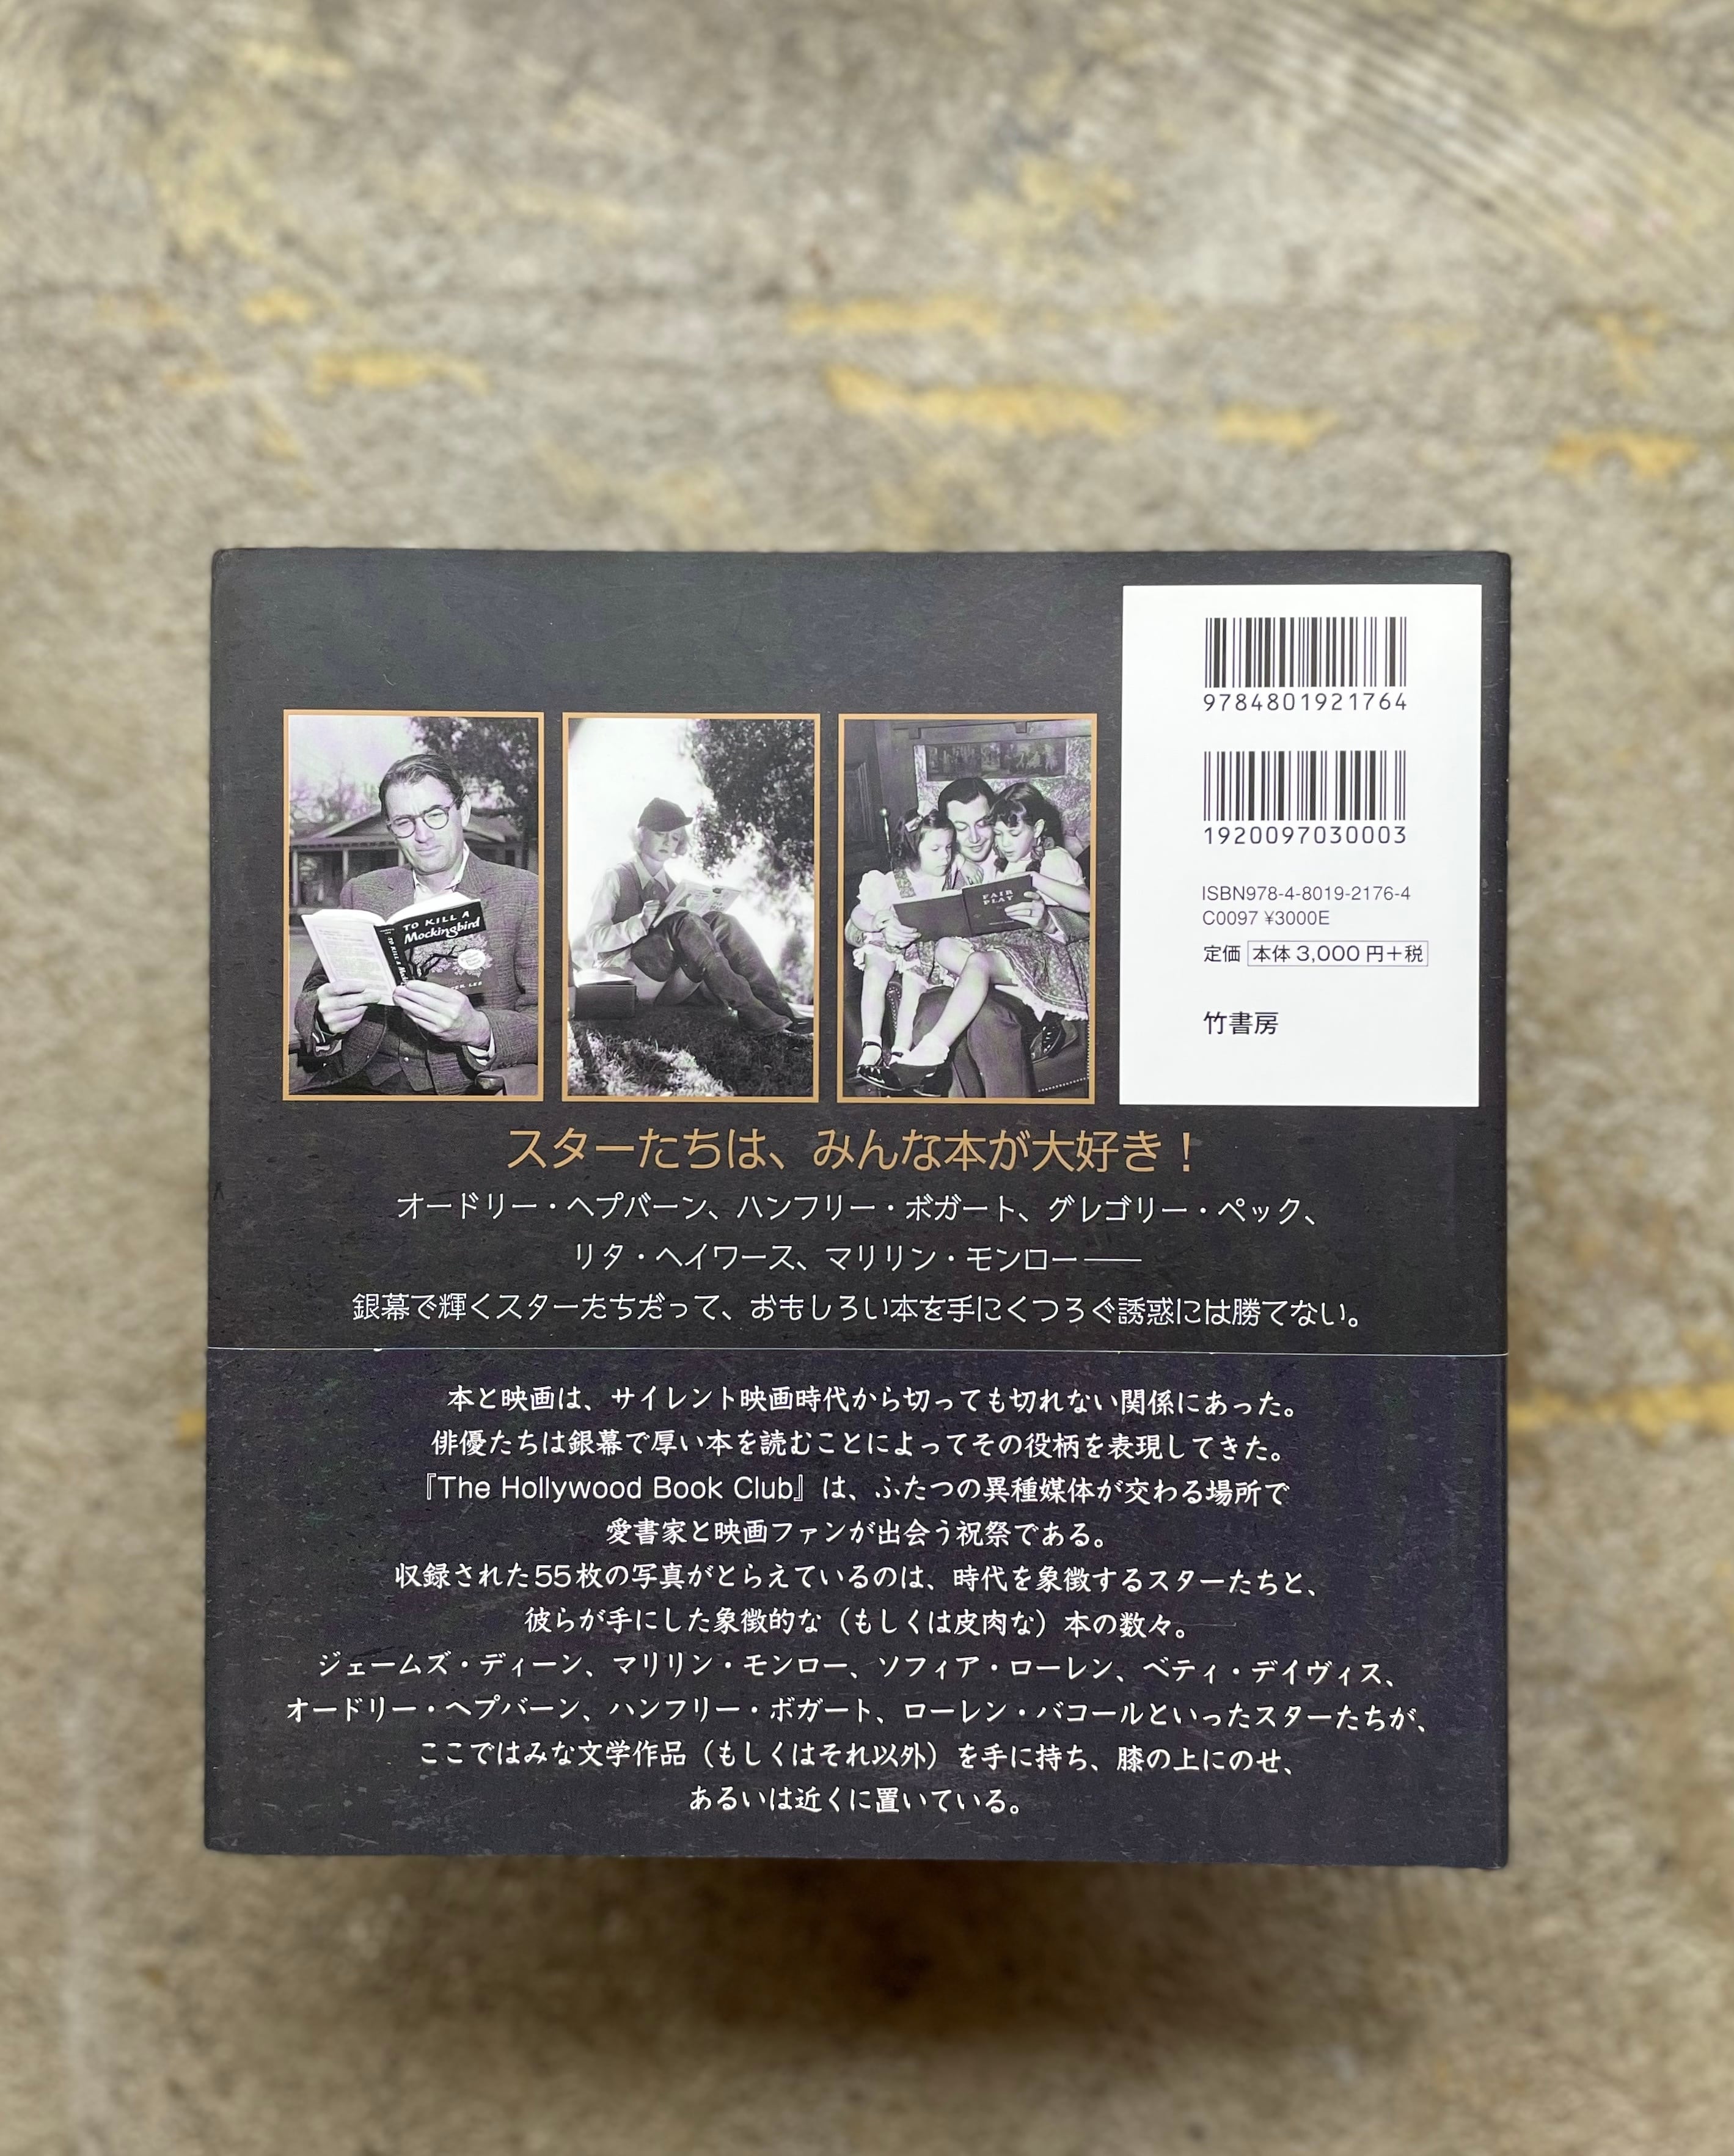 9784801921764
1920097030003
ISBN978-4-8019-2176-4
C0097 ¥3000E
定価 本体 3,000 円+税
竹書房
TO KILL A
Mockingbird
FAIR
PLAY
スターたちは、みんな本が大好き！
オードリー・ヘプバーン、ハンフリー・ボガート、グレゴリー・ペック、
リタ・ヘイワース、マリリン・モンロー――
銀幕で輝くスターたちだって、おもしろい本を手にくつろぐ誘惑には勝てない。
本と映画は、サイレント映画時代から切っても切れない関係にあった。
俳優たちは銀幕で厚い本を読むことによってその役柄を表現してきた。
『The Hollywood Book Club』は、ふたつの異種媒体が交わる場所で
愛書家と映画ファンが出会う祝祭である。
収録された55枚の写真がとらえているのは、時代を象徴するスターたちと、
彼らが手にした象徴的な（もしくは皮肉な）本の数々。
ジェームズ・ディーン、マリリン・モンロー、ソフィア・ローレン、ベティ・デイヴィス、
オードリー・ヘプバーン、ハンフリー・ボガート、ローレン・バコールといったスターたちが、
ここではみな文学作品（もしくはそれ以外）を手に持ち、膝の上にのせ、
あるいは近くに置いている。